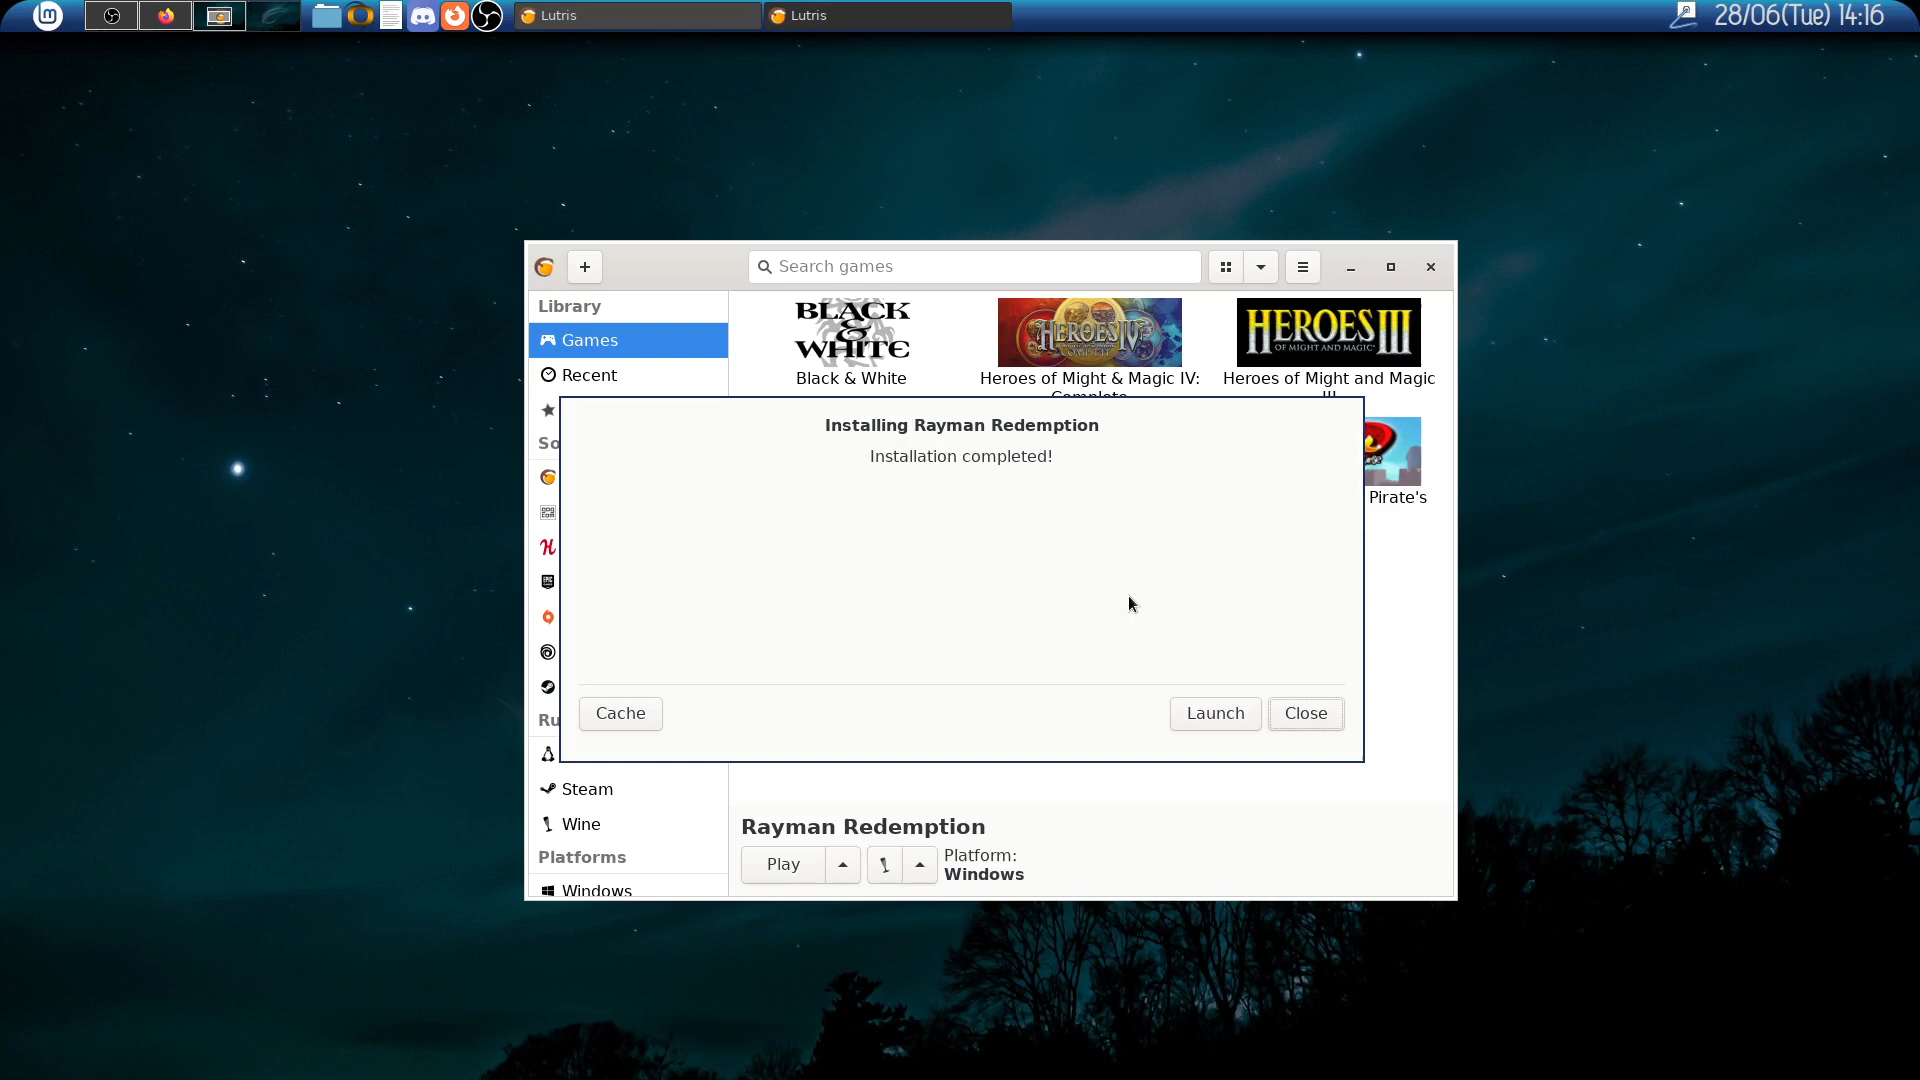 Lutris
Lutris
28/06(Tue) 14:16
Search games
Library
Games
Recent
So
Ru
Steam
Wine
Platforms
Windows
BLACK
&
WHITE
Black & White
HEROES IV
Heroes of Might & Magic IV:
Complete
HEROES III
OF MIGHT AND MAGIC
Heroes of Might and Magic
III
Pirate's
Installing Rayman Redemption
Installation completed!
Cache
Launch
Close
Rayman Redemption
Play
Platform:
Windows